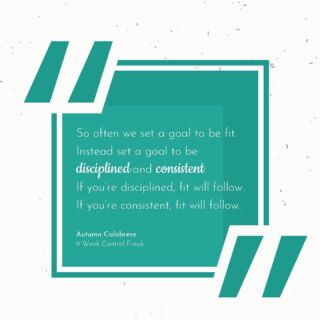 So often we set a goal to be fit.
Instead set a goal to be
disciplined and consistent.
If you're disciplined, fit will follow.
If you're consistent, fit will follow.
Autumn Calabrese
9 Week Control Freak